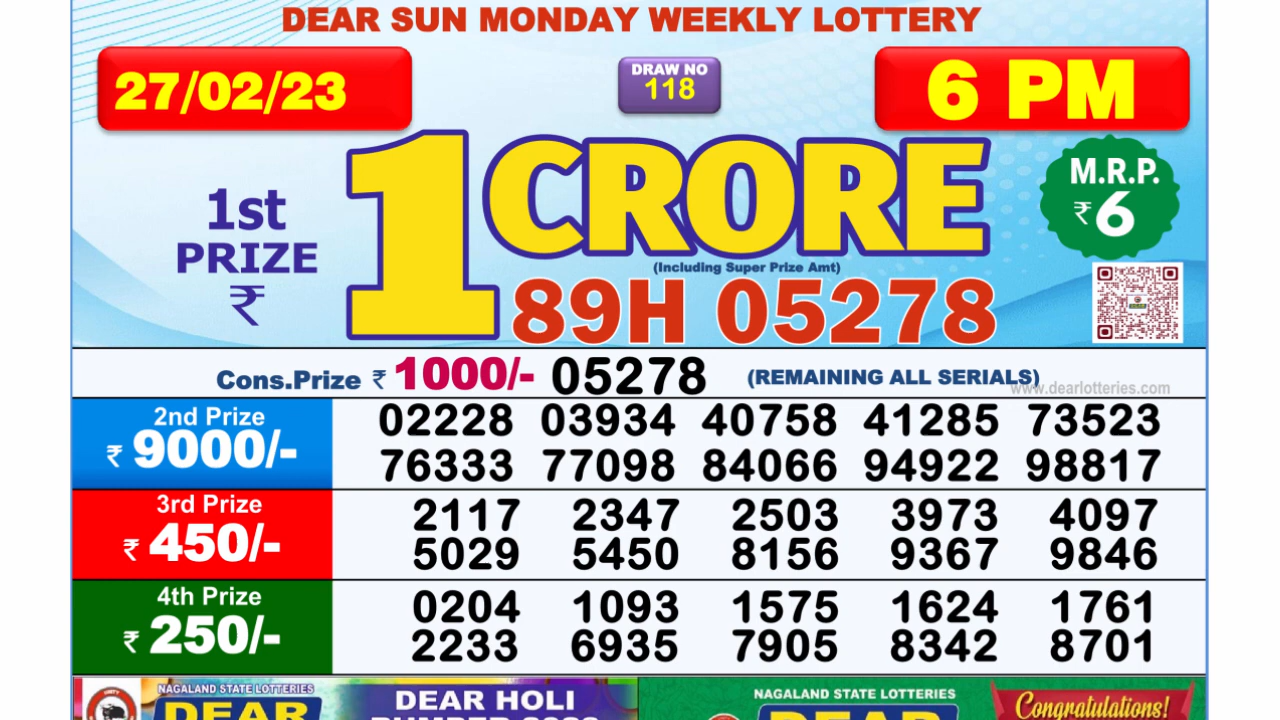 DEAR SUN MONDAY WEEKLY LOTTERY
27/02/23
DRAW NO
118
6 PM
1st
PRIZE
₹
1 CRORE
(Including Super Prize Amt)
89H 05278
M.R.P.
₹6
Cons.Prize ₹ 1000/- 05278 (REMAINING ALL SERIALS)
www.dearlotteries.com
2nd Prize
₹ 9000/-
02228 03934 40758 41285 73523
76333 77098 84066 94922 98817
3rd Prize
₹ 450/-
2117 2347 2503 3973 4097
5029 5450 8156 9367 9846
4th Prize
₹ 250/-
0204 1093 1575 1624 1761
2233 6935 7905 8342 8701
NAGALAND STATE LOTTERIES
DEAR
DEAR HOLI
NAGALAND STATE LOTTERIES
DEAR
Congratulations!